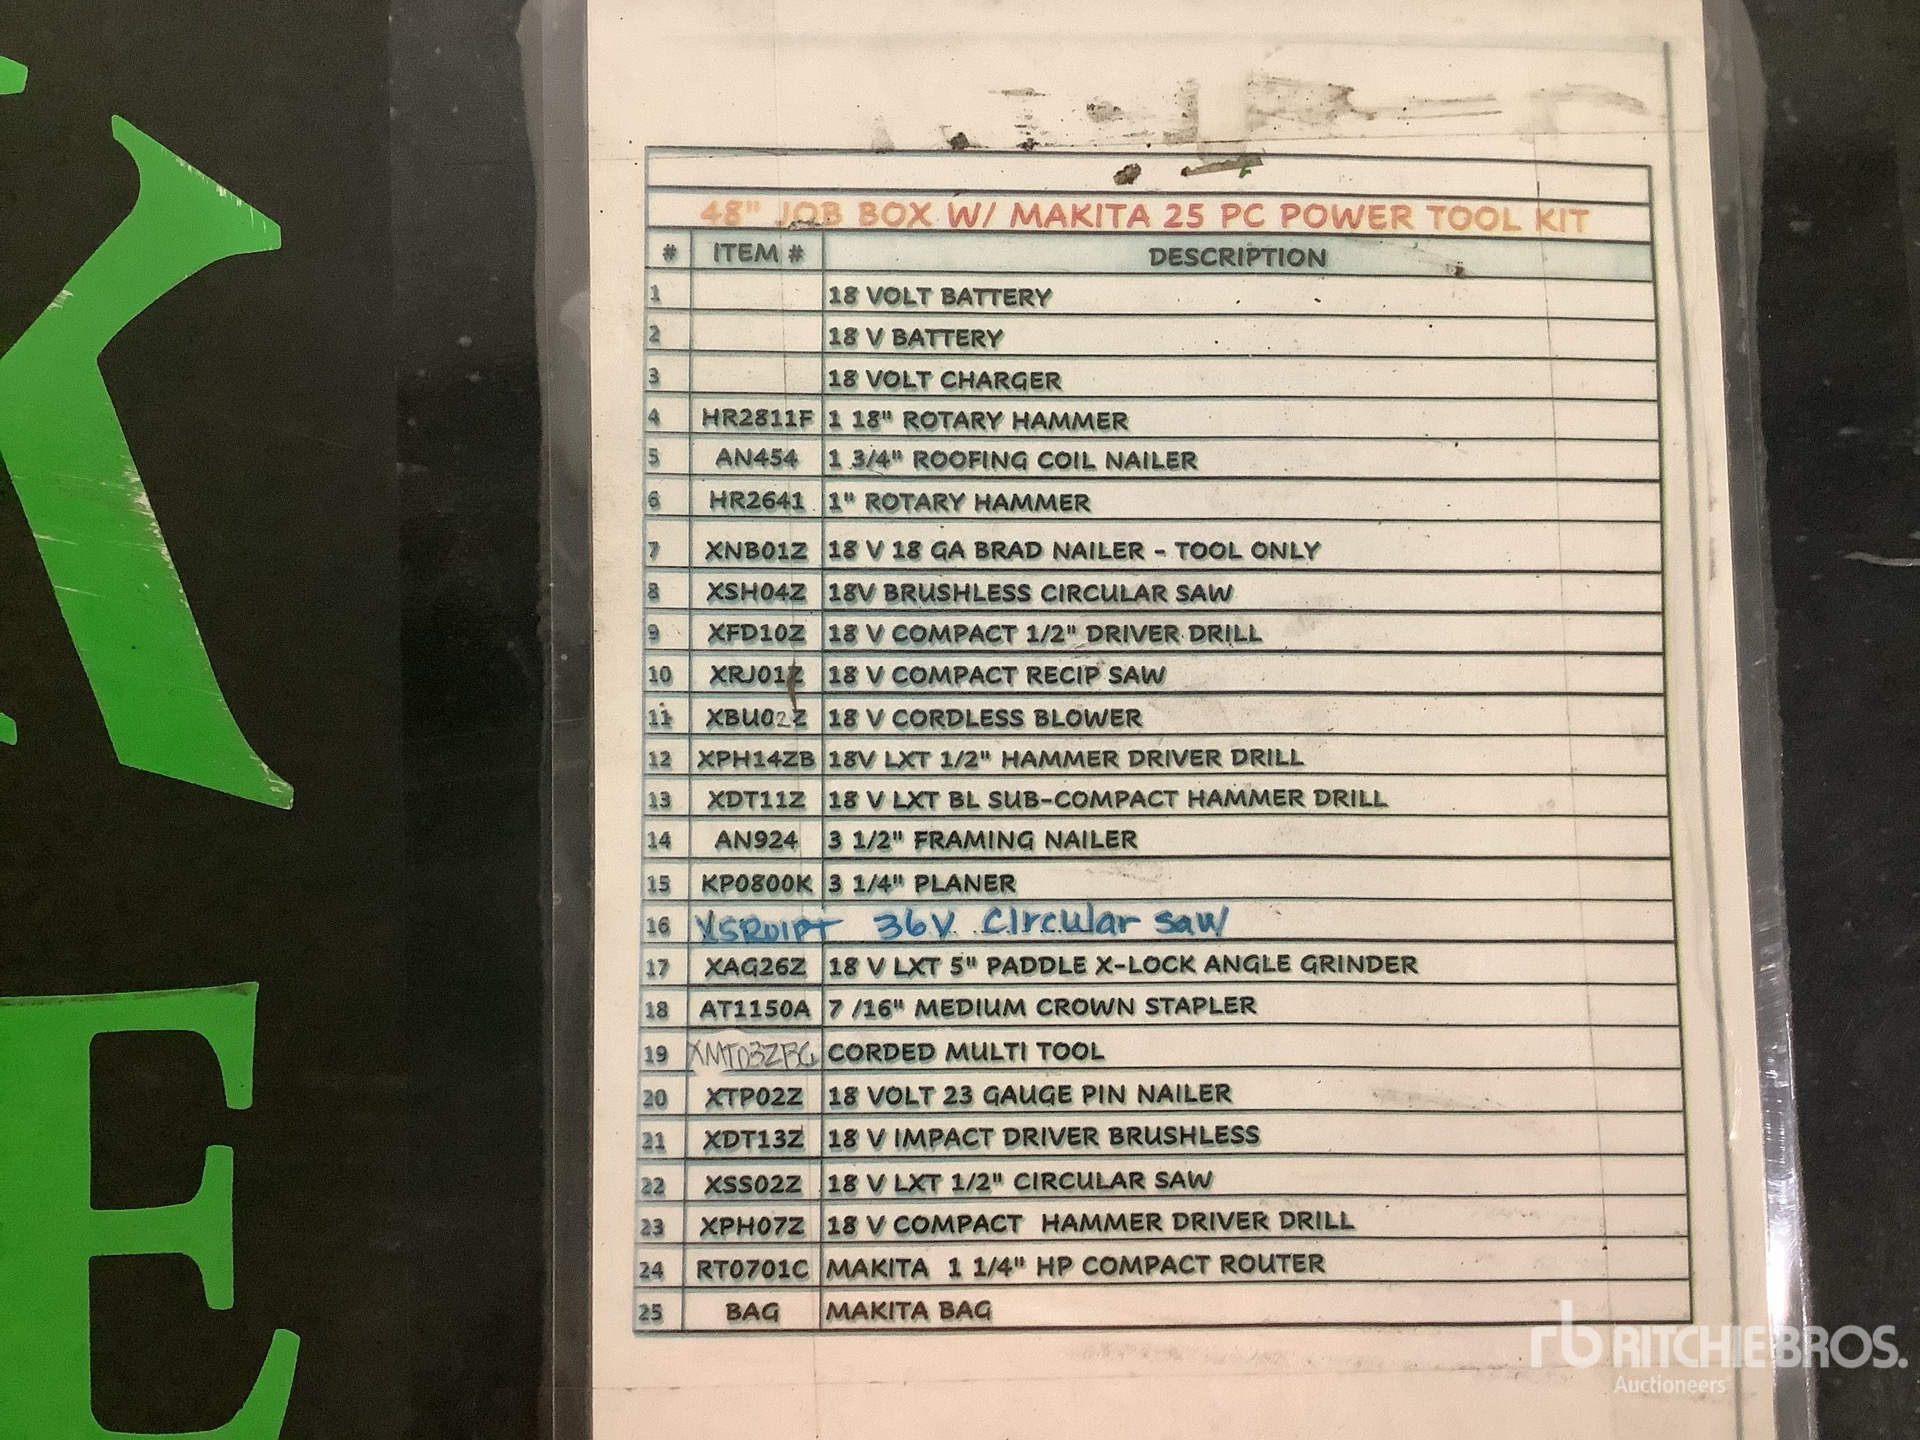 48" JOB BOX W/ MAKITA 25 PC POWER TOOL KIT
# ITEM # DESCRIPTION
1 18 VOLT BATTERY
2 18 V BATTERY
3 18 VOLT CHARGER
4 HR2811F 1 18" ROTARY HAMMER
5 AN454 1 3/4" ROOFING COIL NAILER
6 HR2641 1" ROTARY HAMMER
7 XNB01Z 18 V 18 GA BRAD NAILER - TOOL ONLY
8 XSH04Z 18V BRUSHLESS CIRCULAR SAW
9 XFD10Z 18 V COMPACT 1/2" DRIVER DRILL
10 XRJ01Z 18 V COMPACT RECIP SAW
11 XBU02Z 18 V CORDLESS BLOWER
12 XPH14ZB 18V LXT 1/2" HAMMER DRIVER DRILL
13 XDT11Z 18 V LXT BL SUB-COMPACT HAMMER DRILL
14 AN924 3 1/2" FRAMING NAILER
15 KP0800K 3 1/4" PLANER
16 36V Circular Saw
17 XAG26Z 18 V LXT 5" PADDLE X-LOCK ANGLE GRINDER
18 AT1150A 7 /16" MEDIUM CROWN STAPLER
19 CORDED MULTI TOOL
20 XTP02Z 18 VOLT 23 GAUGE PIN NAILER
21 XDT13Z 18 V IMPACT DRIVER BRUSHLESS
22 XSS02Z 18 V LXT 1/2" CIRCULAR SAW
23 XPH07Z 18 V COMPACT HAMMER DRIVER DRILL
24 RT0701C MAKITA 1 1/4" HP COMPACT ROUTER
25 BAG MAKITA BAG
rb RITCHIE BROS.
Auctioneers
E